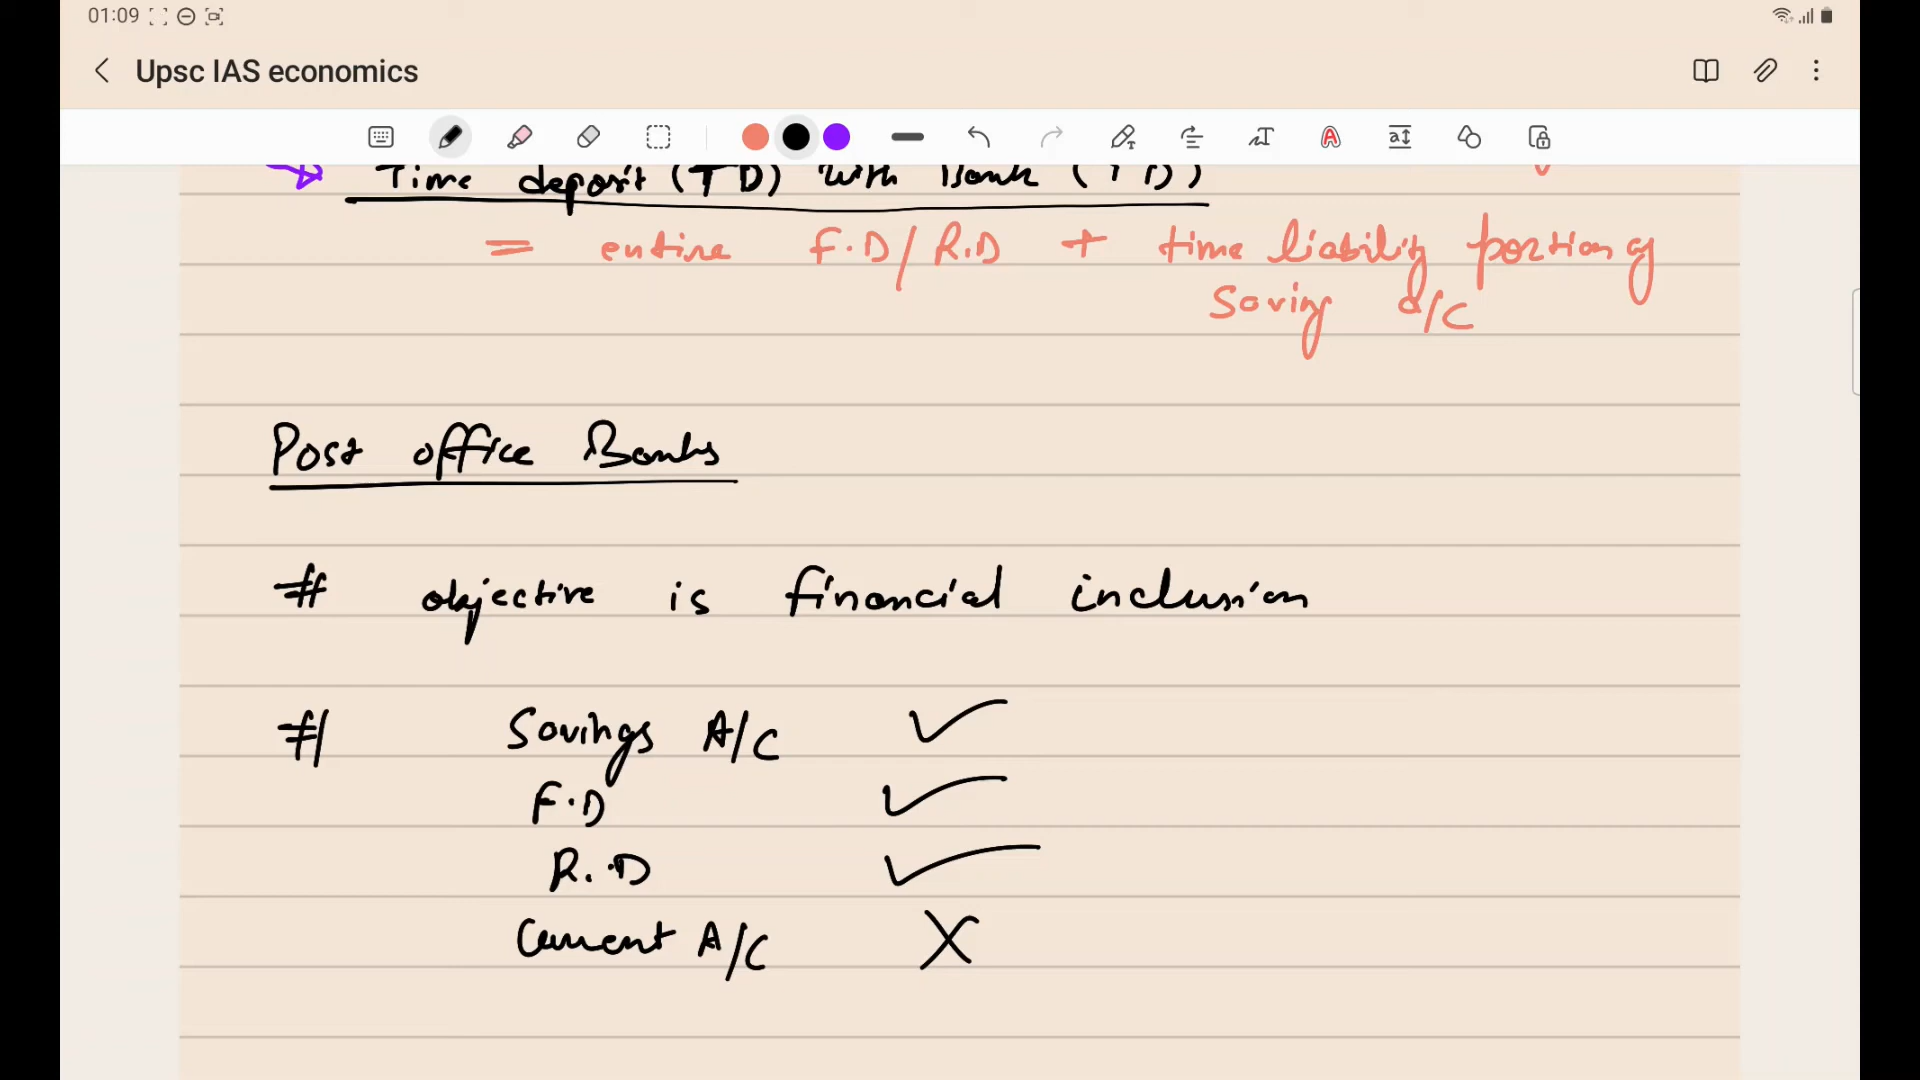 01:09
Upsc IAS economics
Time deposit (TD) with Bank (TD)
= entire F.D/R.D + time liability portion of
Saving a/c
Post office Banks
# objective is financial inclusion
# Savings A/C ✓
F.D ✓
R.D ✓
Current A/C X